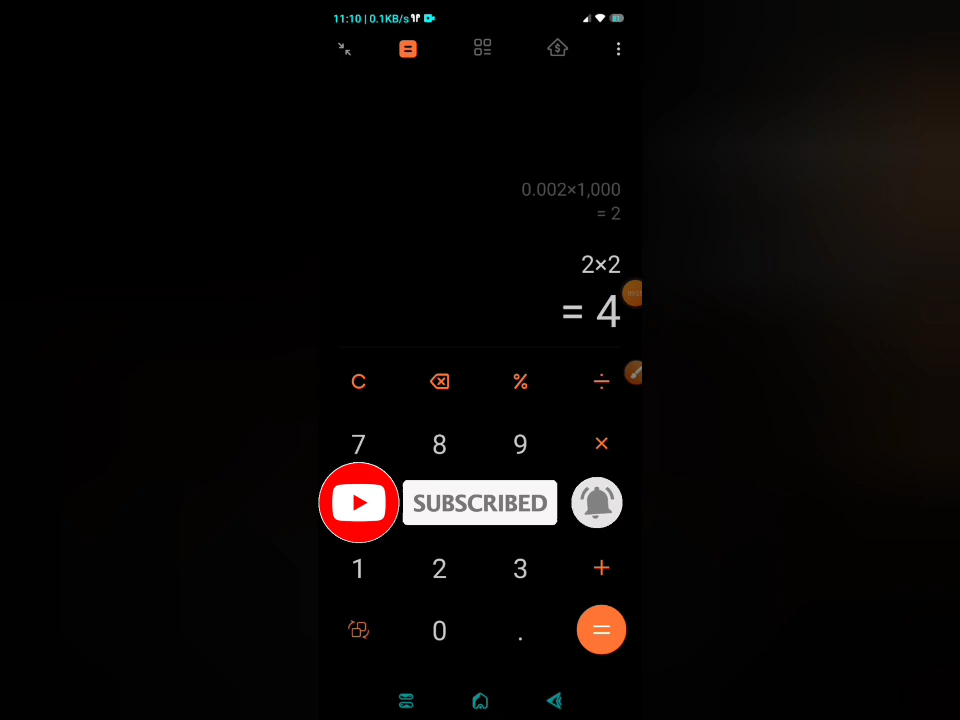 11:10 | 0.1KB/s
0.002×1,000
= 2
2×2
= 4
C % ÷
7 8 9 ×
SUBSCRIBED
1 2 3 +
0 . =